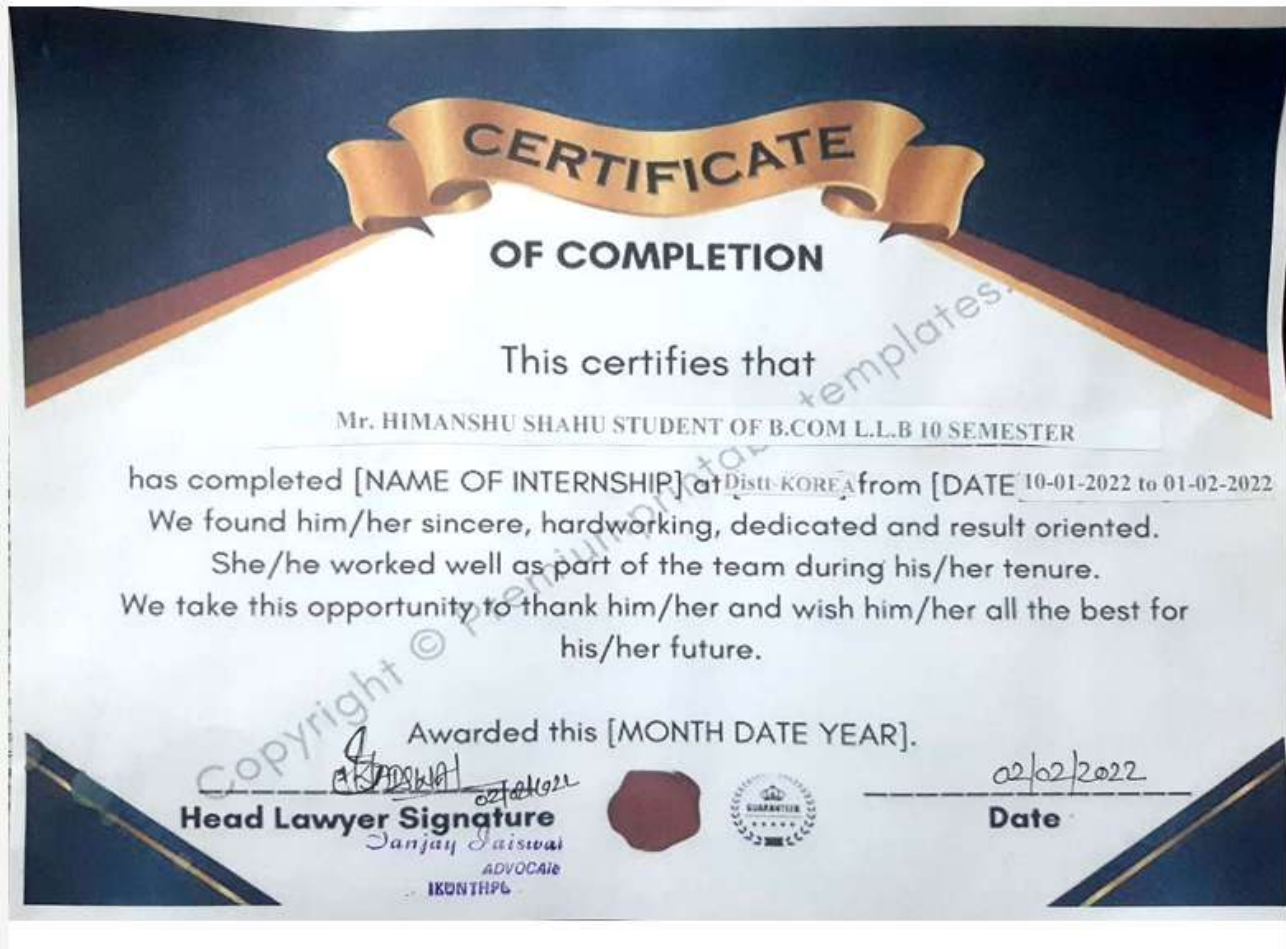 CERTIFICATE
OF COMPLETION
This certifies that
Mr. HIMANSHU SHAHU STUDENT OF B.COM L.L.B 10 SEMESTER
has completed [NAME OF INTERNSHIP] at Distt-KOREA from [DATE 10-01-2022 to 01-02-2022
We found him/her sincere, hardworking, dedicated and result oriented.
She/he worked well as part of the team during his/her tenure.
We take this opportunity to thank him/her and wish him/her all the best for
his/her future.
Copyright © Premium printable templates.
Awarded this [MONTH DATE YEAR].
02/02/2022
GUARANTEE
Head Lawyer Signature
Date
Sanjay Jaiswal
ADVOCATE